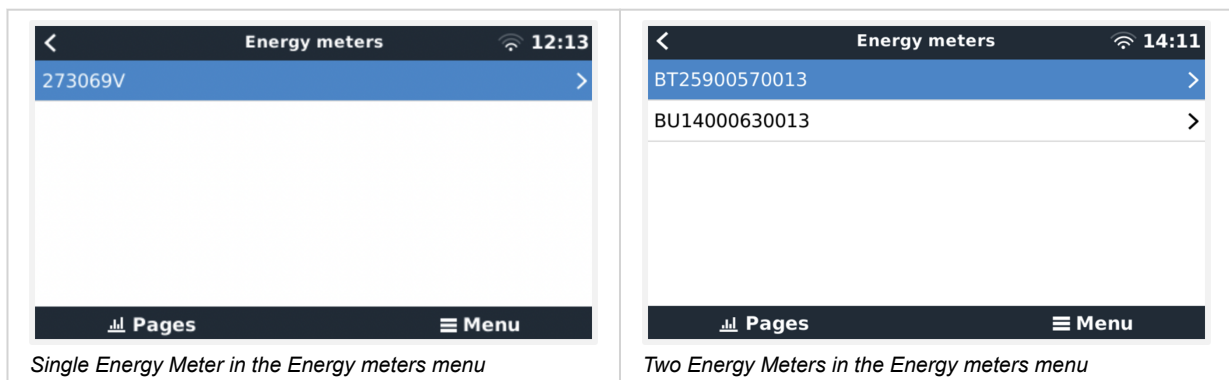 Energy meters 12:13
273069V
Pages Menu
Single Energy Meter in the Energy meters menu
Energy meters 14:11
BT25900570013
BU14000630013
Pages Menu
Two Energy Meters in the Energy meters menu